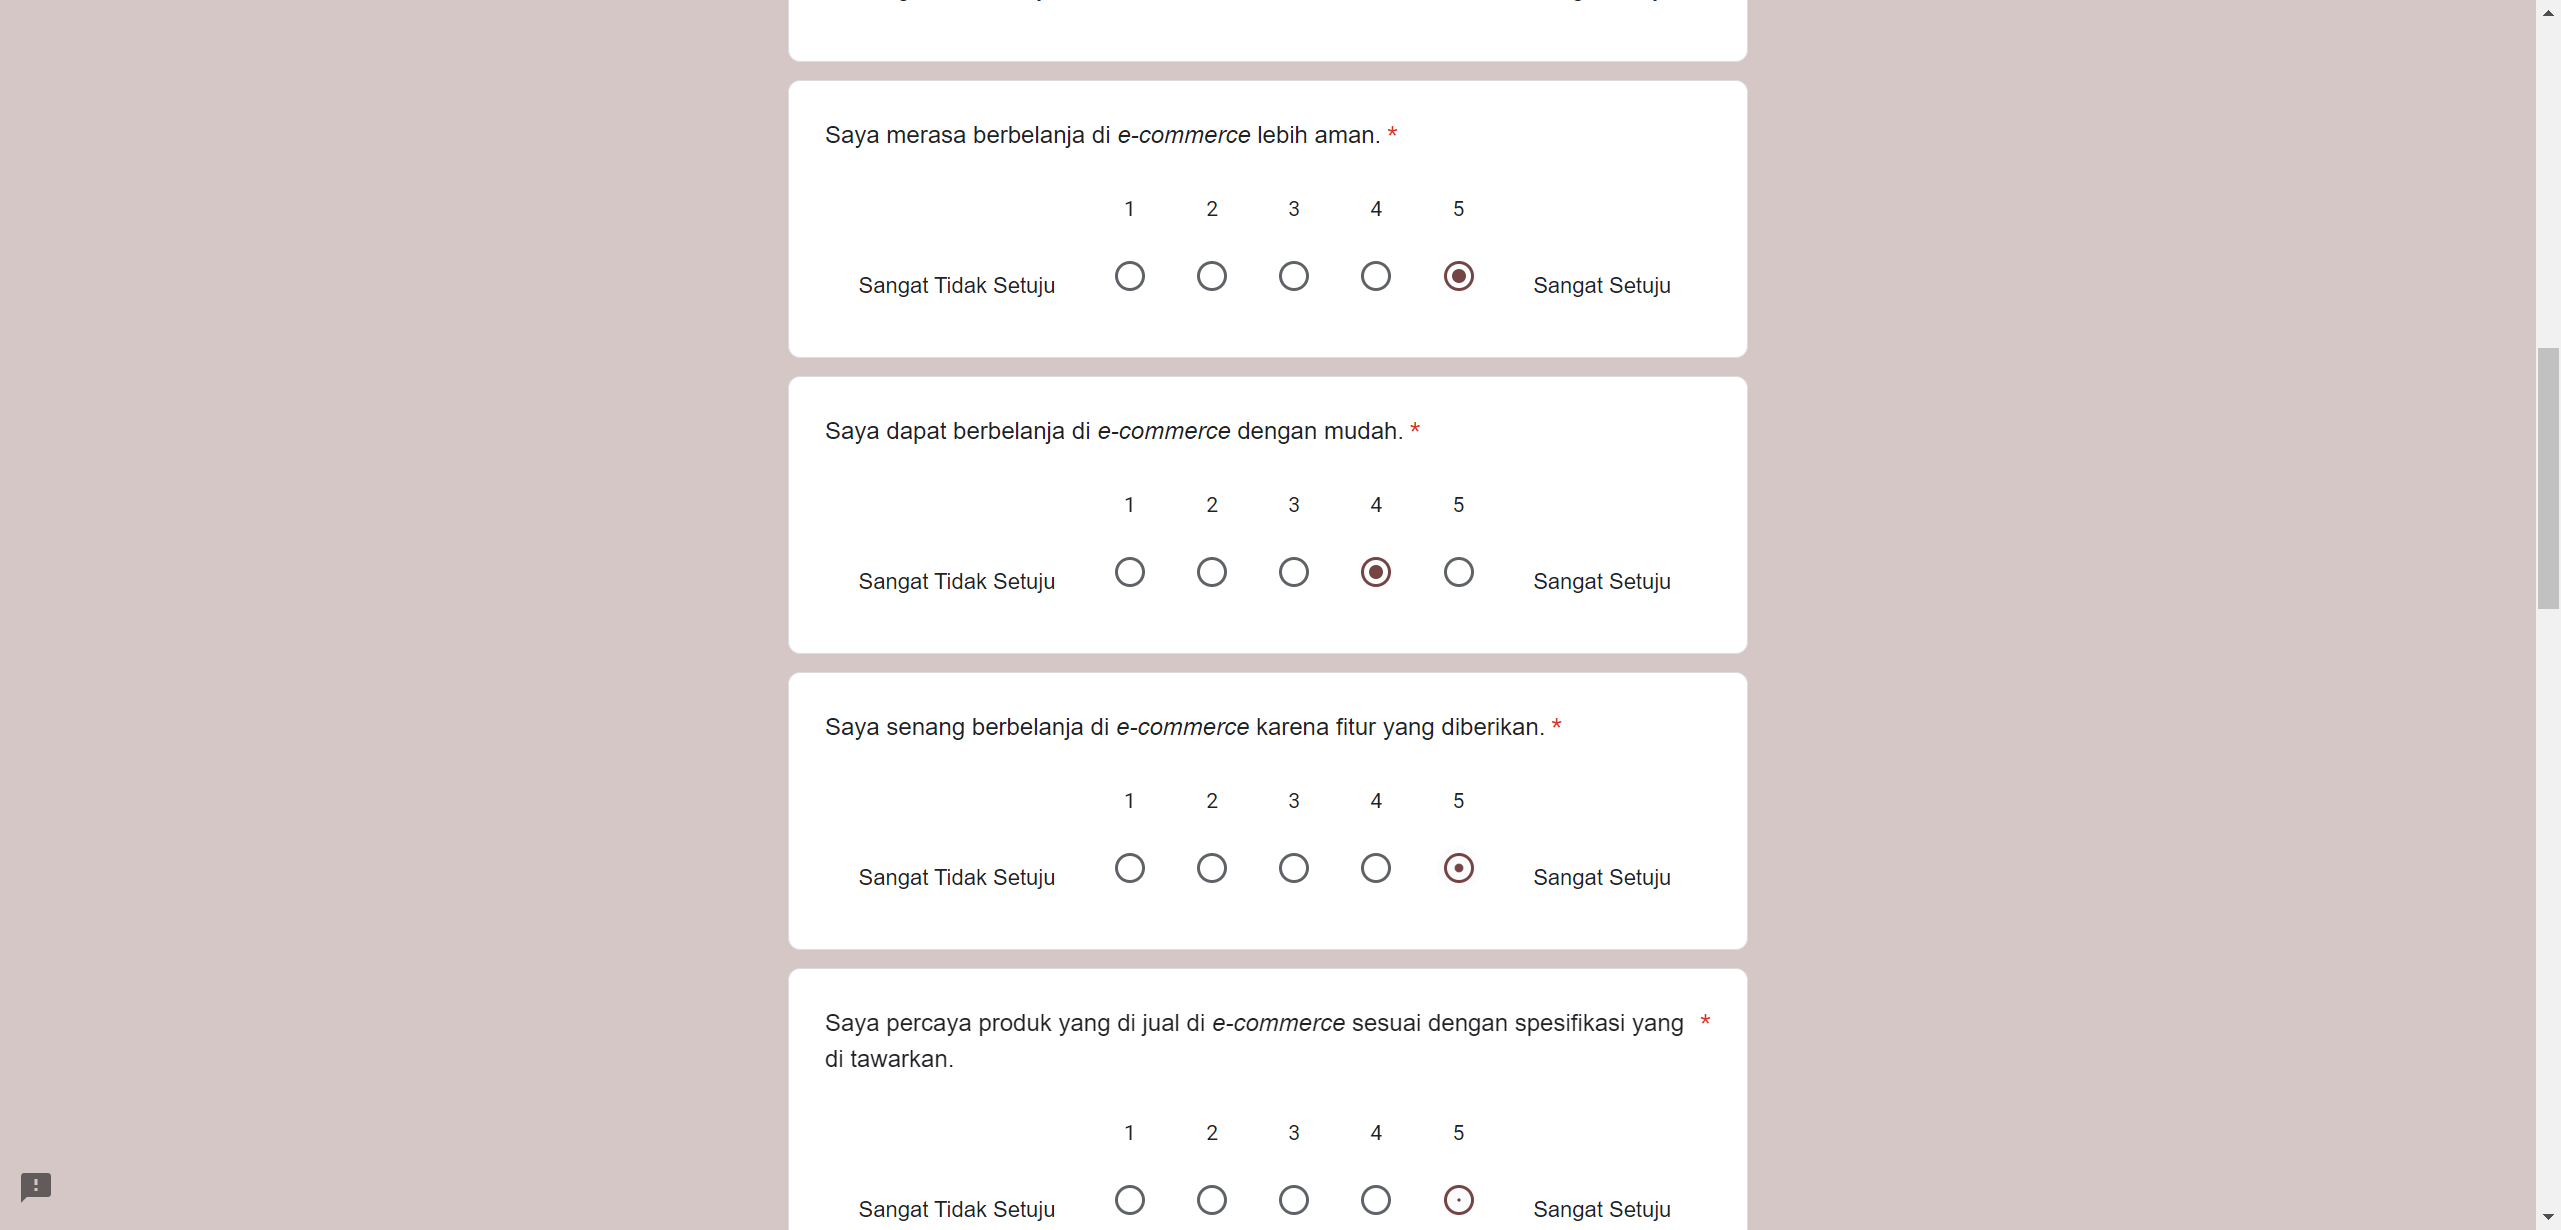 Saya merasa berbelanja di e-commerce lebih aman. *
1 2 3 4 5
Sangat Tidak Setuju Sangat Setuju
Saya dapat berbelanja di e-commerce dengan mudah. *
1 2 3 4 5
Sangat Tidak Setuju Sangat Setuju
Saya senang berbelanja di e-commerce karena fitur yang diberikan. *
1 2 3 4 5
Sangat Tidak Setuju Sangat Setuju
Saya percaya produk yang di jual di e-commerce sesuai dengan spesifikasi yang *
di tawarkan.
1 2 3 4 5
Sangat Tidak Setuju Sangat Setuju